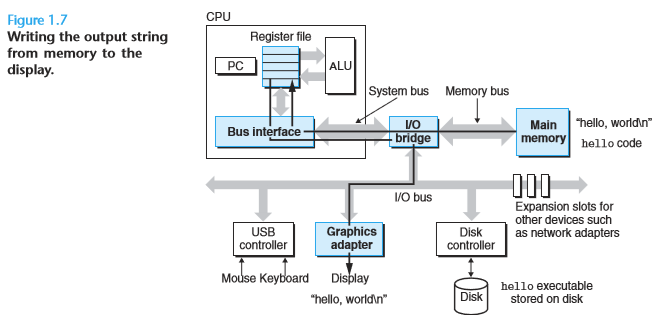 Figure 1.7
Writing the output string
from memory to the
display.
CPU
Register file
PC
ALU
System bus
Memory bus
Bus interface
I/O
bridge
Main
memory
"hello, world\n"
hello code
I/O bus
Expansion slots for
other devices such
as network adapters
USB
controller
Graphics
adapter
Disk
controller
Mouse Keyboard
Display
"hello, world\n"
Disk
hello executable
stored on disk